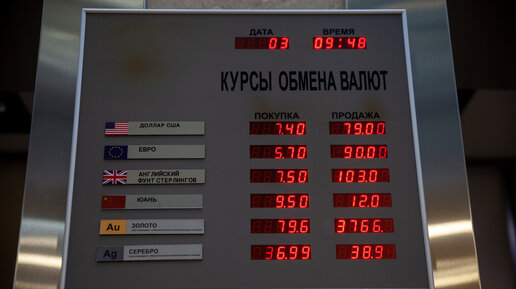 ДАТА ВРЕМЯ
03 09:48
КУРСЫ ОБМЕНА ВАЛЮТ
ПОКУПКА ПРОДАЖА
ДОЛЛАР США 7.40 79.00
ЕВРО 5.70 90.00
АНГЛИЙСКИЙ
ФУНТ СТЕРЛИНГОВ 7.50 103.0
ЮАНЬ 9.50 12.0
Au ЗОЛОТО 79.6 3766.
Ag СЕРЕБРО 36.99 38.9